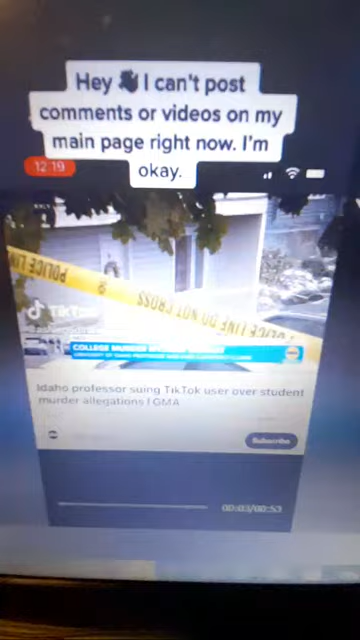 Hey 👋 I can't post
comments or videos on my
main page right now. I'm
okay.
12:19
POLICE LINE
POLICE LINE DO NOT CROSS
TikTok
COLLEGE MURDER
Idaho professor suing TikTok user over student
murder allegations | GMA
Subscribe
00:03/00:53